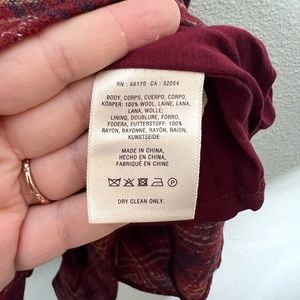 RN : 66170 CA : 32054
BODY, CORPS, CUERPO, CORPO,
KÖRPER: 100% WOOL, LAINE, LANA,
LANA, WOLLE;
LINING, DOUBLURE, FORRO,
FODERA, FUTTERSTOFF: 100%
RAYON, RAYONNE, RAYÓN, RAION,
KUNSTSEIDE
MADE IN CHINA,
HECHO EN CHINA,
FABRIQUÉ EN CHINE
P
DRY CLEAN ONLY.